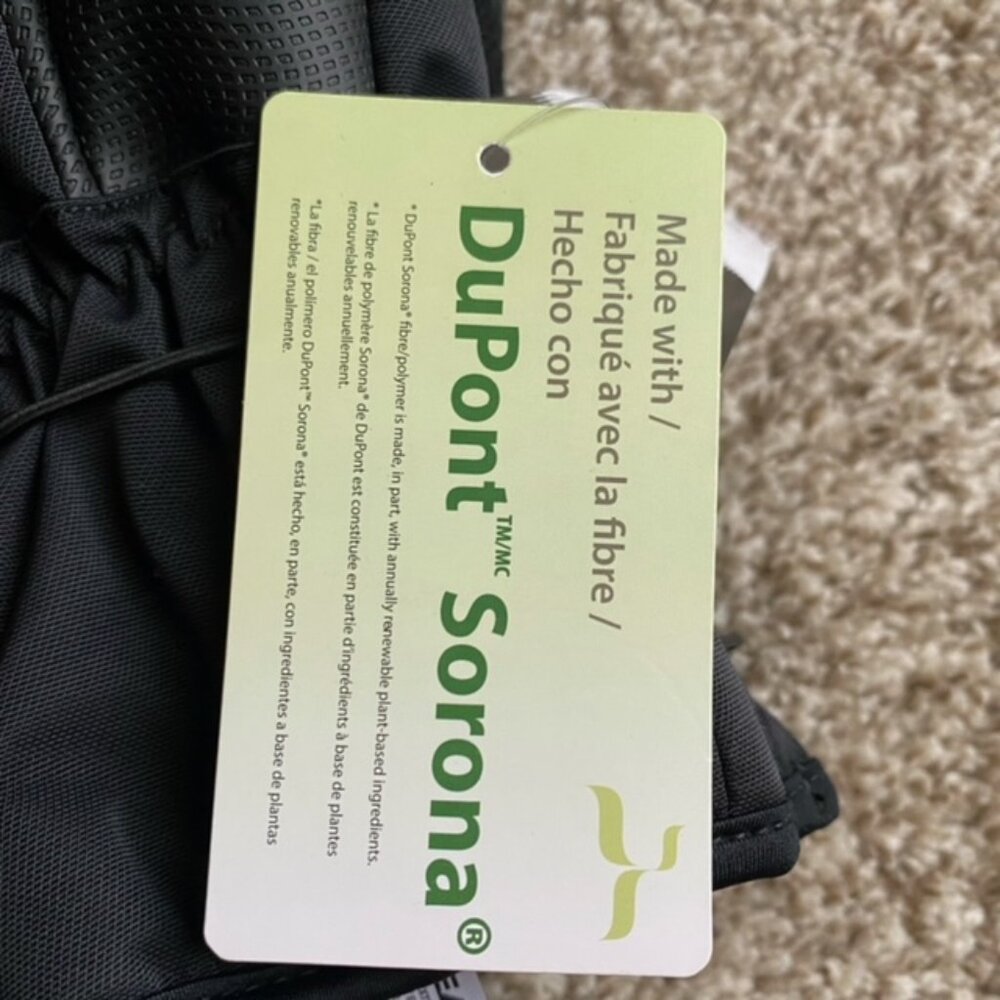 Made with /
Fabriqué avec la fibre /
Hecho con
DuPont™/MC Sorona®
* DuPont Sorona® fibre/polymer is made, in part, with annually renewable plant-based ingredients.
* La fibre de polymère Sorona® de DuPont est constituée en partie d'ingrédients à base de plantes
renouvelables annuellement.
*La fibra / el polímero DuPont™ Sorona® está hecho, en parte, con ingredientes a base de plantas
renovables anualmente.